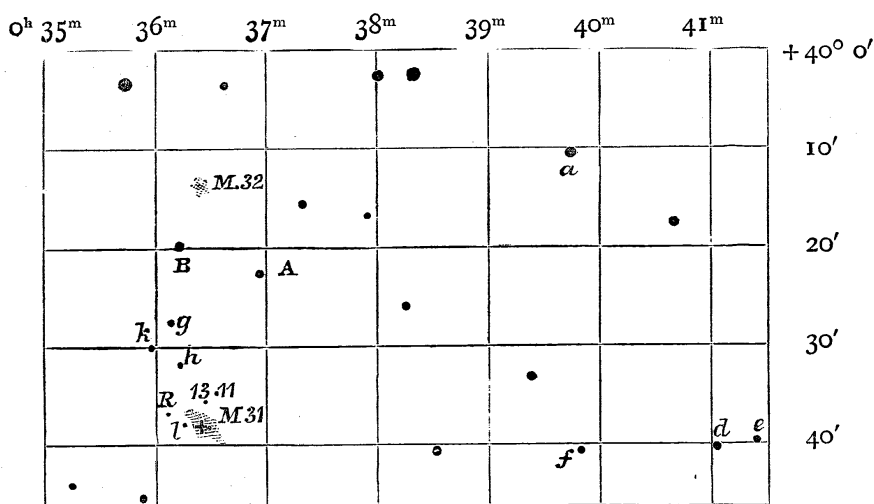 0ʰ 35ᵐ 36ᵐ 37ᵐ 38ᵐ 39ᵐ 40ᵐ 41ᵐ
+40° 0′
10′
a
M.32
20′
B A
g
k 30′
h
13 11
R M31
l
d e
f 40′